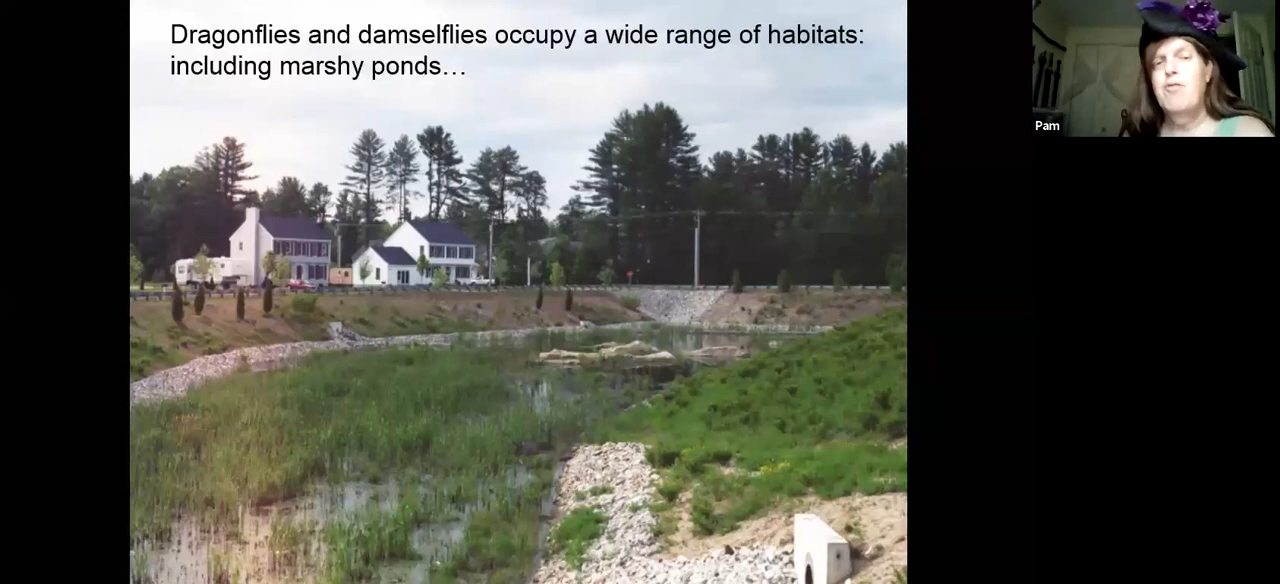 Dragonflies and damselflies occupy a wide range of habitats:
including marshy ponds…
Pam